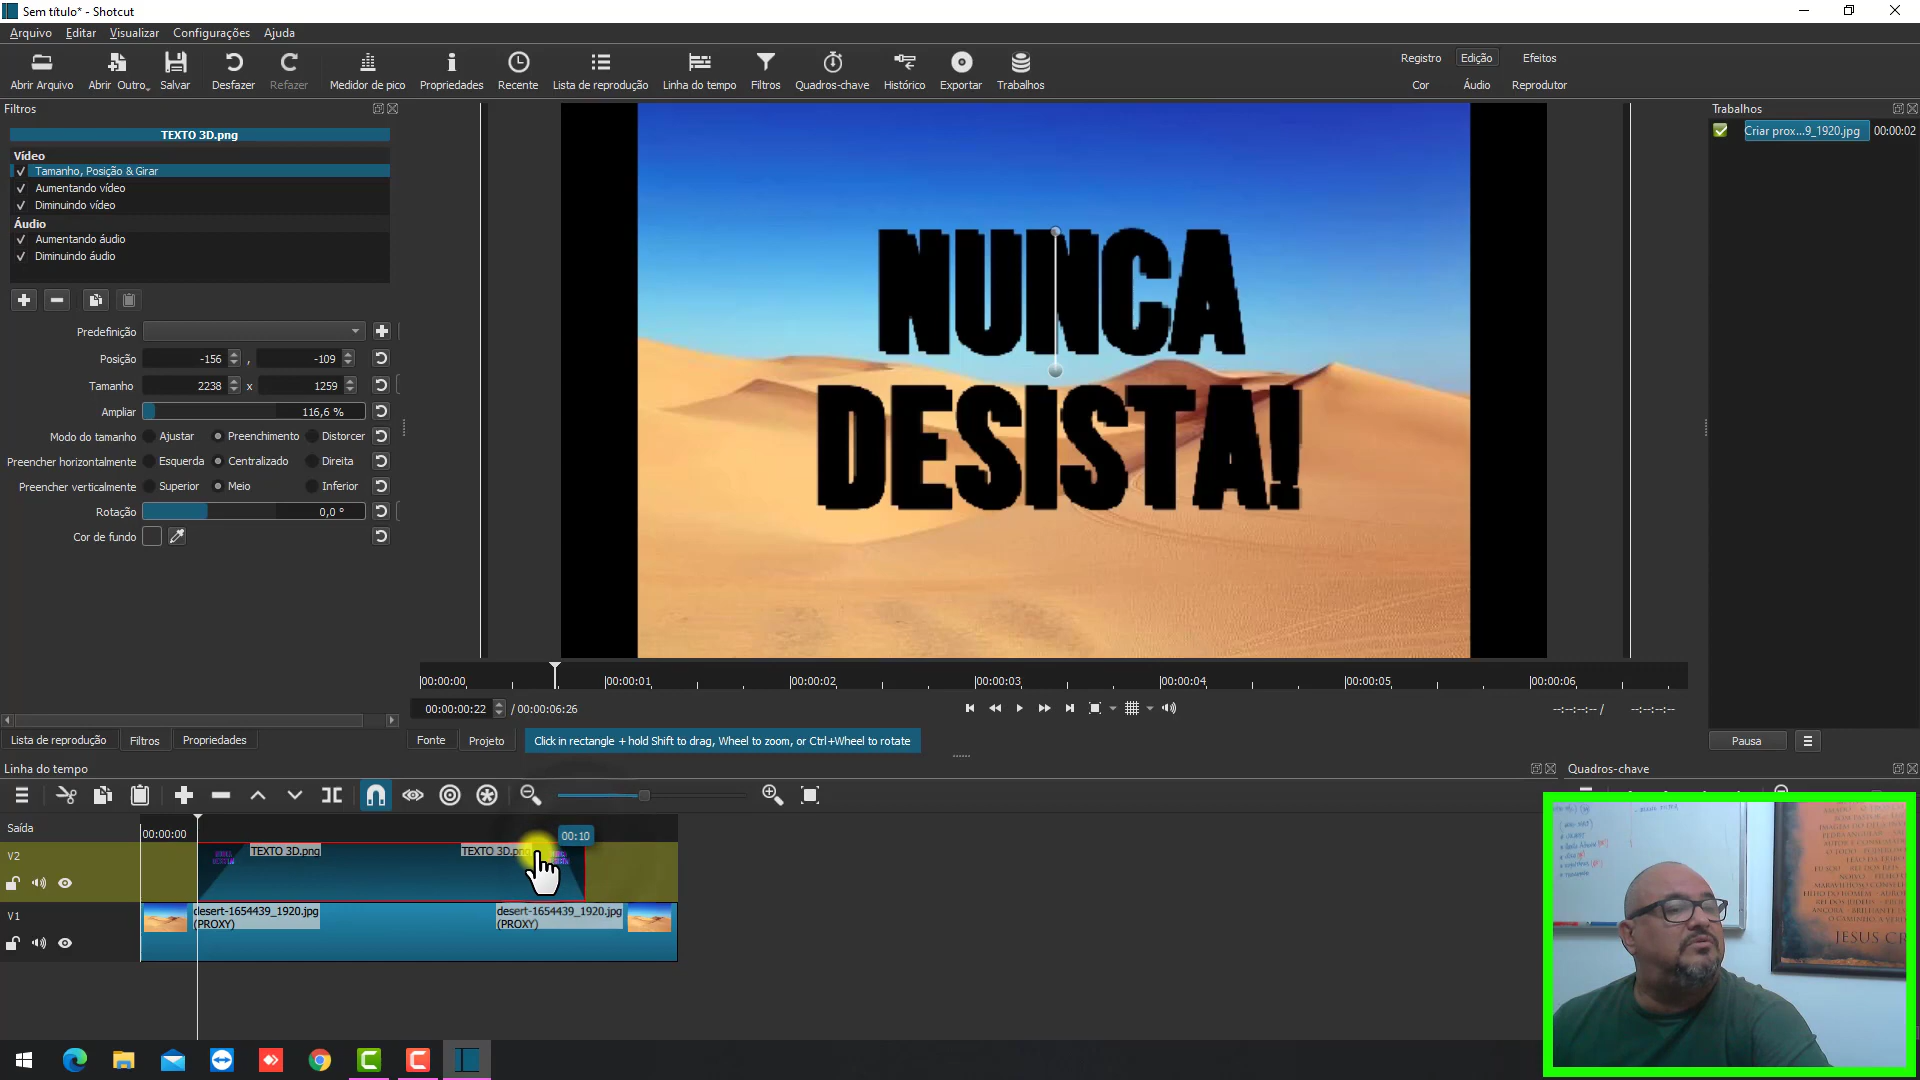 Sem título* - Shotcut
Arquivo Editar Visualizar Configurações Ajuda
Abrir Arquivo Abrir Outro Salvar Desfazer Refazer Medidor de pico Propriedades Recente Lista de reprodução Linha do tempo Filtros Quadros-chave Histórico Exportar Trabalhos
Registro Edição Efeitos
Cor Áudio Reprodutor
Filtros
TEXTO 3D.png
Vídeo
Tamanho, Posição & Girar
Aumentando vídeo
Diminuindo vídeo
Áudio
Aumentando áudio
Diminuindo áudio
Predefinição
Posição -156 , -109
Tamanho 2238 x 1259
Ampliar 116,6 %
Modo do tamanho Ajustar Preenchimento Distorcer
Preencher horizontalmente Esquerda Centralizado Direita
Preencher verticalmente Superior Meio Inferior
Rotação 0,0 °
Cor de fundo
Lista de reprodução Filtros Propriedades
NUNCA
DESISTA!
00:00:00 00:00:01 00:00:02 00:00:03 00:00:04 00:00:05 00:00:06
00:00:00:22 / 00:00:06:26
--:--:--:-- / --:--:--:--
Fonte Projeto Click in rectangle + hold Shift to drag, Wheel to zoom, or Ctrl+Wheel to rotate
Trabalhos
Criar prox...9_1920.jpg 00:00:02
Pausa
Linha do tempo
Quadros-chave
Saída
00:00:00
00:10
V2
TEXTO 3D.png TEXTO 3D.png
V1
desert-1654439_1920.jpg
(PROXY)
desert-1654439_1920.jpg
(PROXY)
JESUS CR